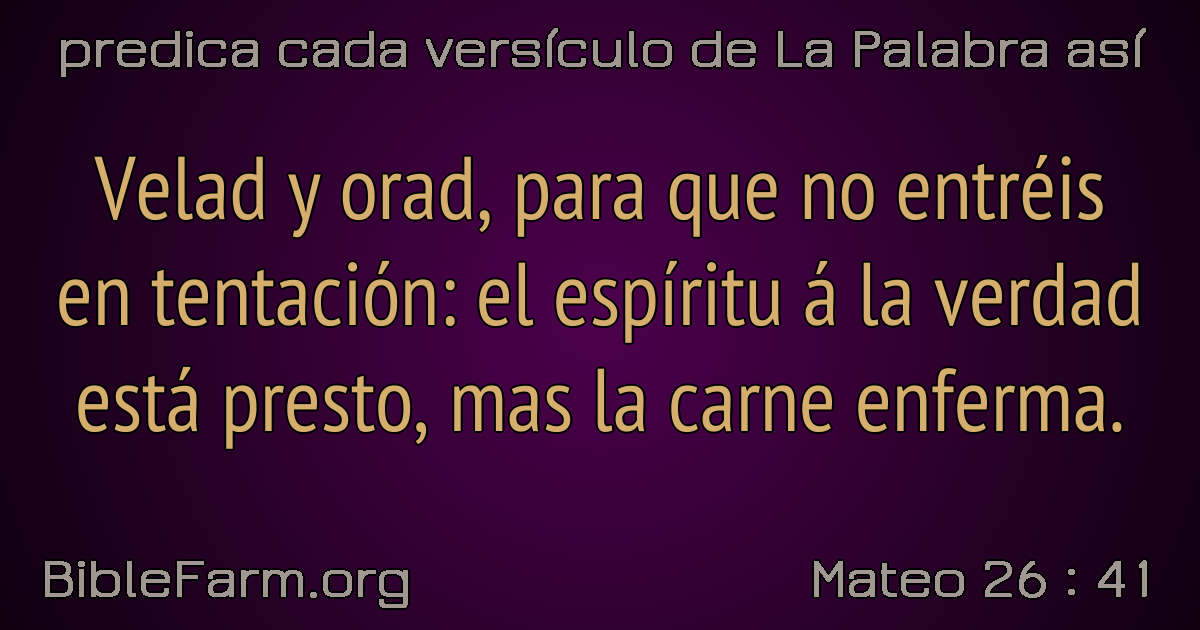 predica cada versículo de La Palabra así
Velad y orad, para que no entréis
en tentación: el espíritu á la verdad
está presto, mas la carne enferma.
BibleFarm.org
Mateo 26 : 41